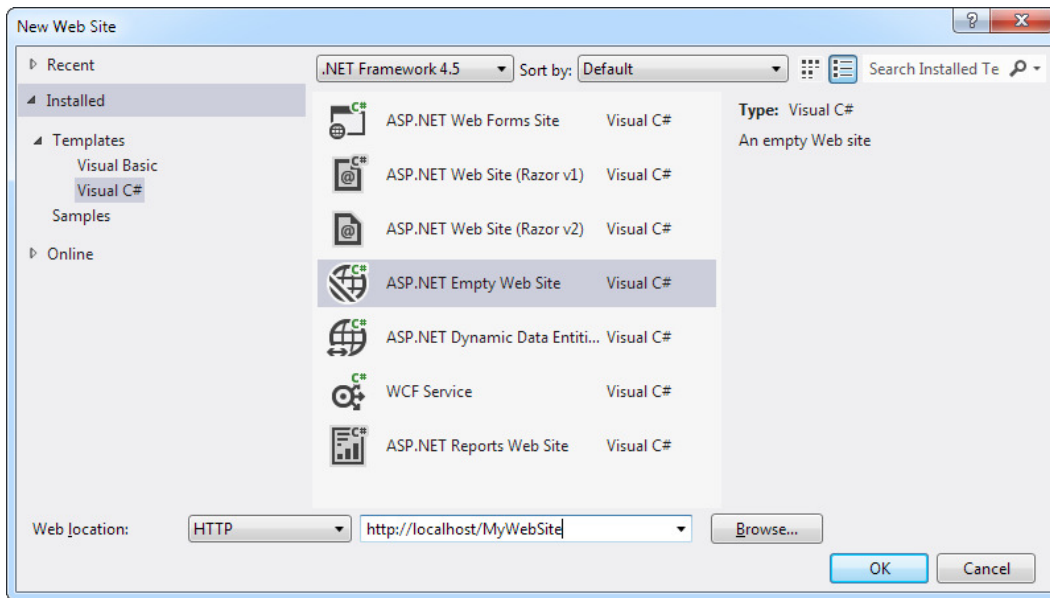 New Web Site
Recent
Installed
Templates
Visual Basic
Visual C#
Samples
Online
.NET Framework 4.5 Sort by: Default Search Installed Te
C# ASP.NET Web Forms Site Visual C#
C# @ ASP.NET Web Site (Razor v1) Visual C#
@ ASP.NET Web Site (Razor v2) Visual C#
C# ASP.NET Empty Web Site Visual C#
C# ASP.NET Dynamic Data Entiti... Visual C#
C# WCF Service Visual C#
C# ASP.NET Reports Web Site Visual C#
Type: Visual C#
An empty Web site
Web location: HTTP http://localhost/MyWebSite Browse...
OK Cancel